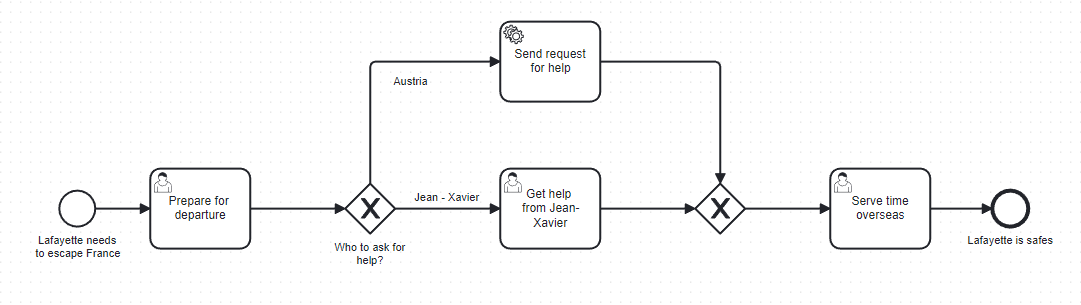 Send request
for help
Austria
Prepare for
departure
Jean - Xavier
Get help
from Jean-
Xavier
Serve time
overseas
Lafayette needs
to escape France
Who to ask for
help?
Lafayette is safes